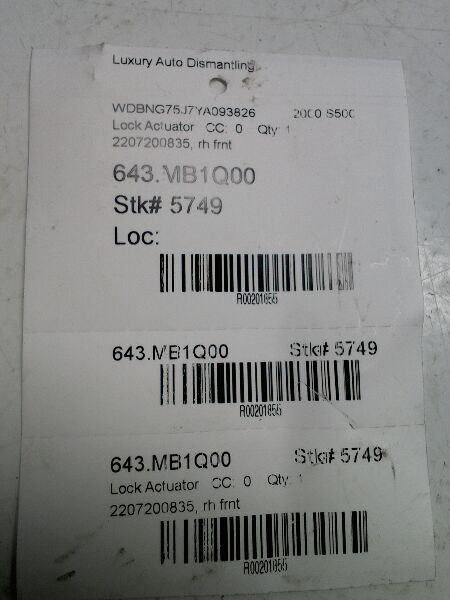 Luxury Auto Dismantling
WDBNG75J7YA093826 2000 S500
Lock Actuator CC: 0 Qty: 1
2207200835, rh frnt
643.MB1Q00
Stk# 5749
Loc:
R00201855
643.MB1Q00 Stk# 5749
R00201855
643.MB1Q00 Stk# 5749
Lock Actuator CC: 0 Qty: 1
2207200835, rh frnt
R00201855